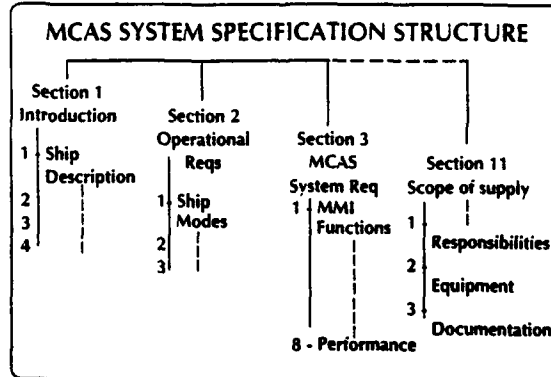 MCAS SYSTEM SPECIFICATION STRUCTURE
Section 1
Introduction
1 Ship
Description
2
3
4
Section 2
Operational
Reqs
1 Ship
Modes
2
3
Section 3
MCAS
System Req
1 MMI
Functions
8 - Performance
Section 11
Scope of supply
1
Responsibilities
2
Equipment
3
Documentation